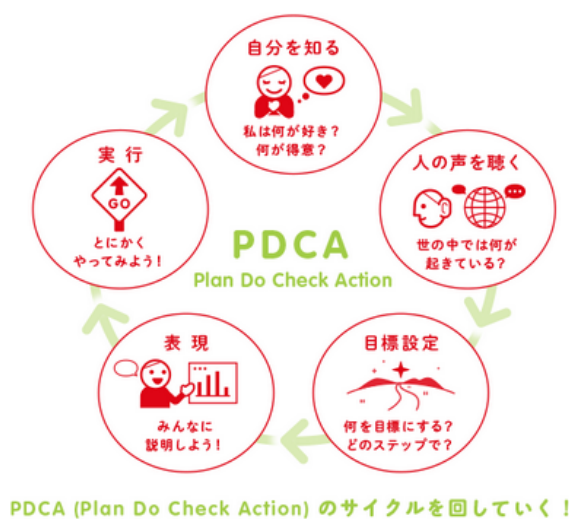 自分を知る
私は何が好き？
何が得意？
人の声を聴く
世の中では何が
起きている？
目標設定
何を目標にする？
どのステップで？
表 現
みんなに
説明しよう！
実 行
GO
とにかく
やってみよう！
PDCA
Plan Do Check Action
PDCA (Plan Do Check Action) のサイクルを回していく！